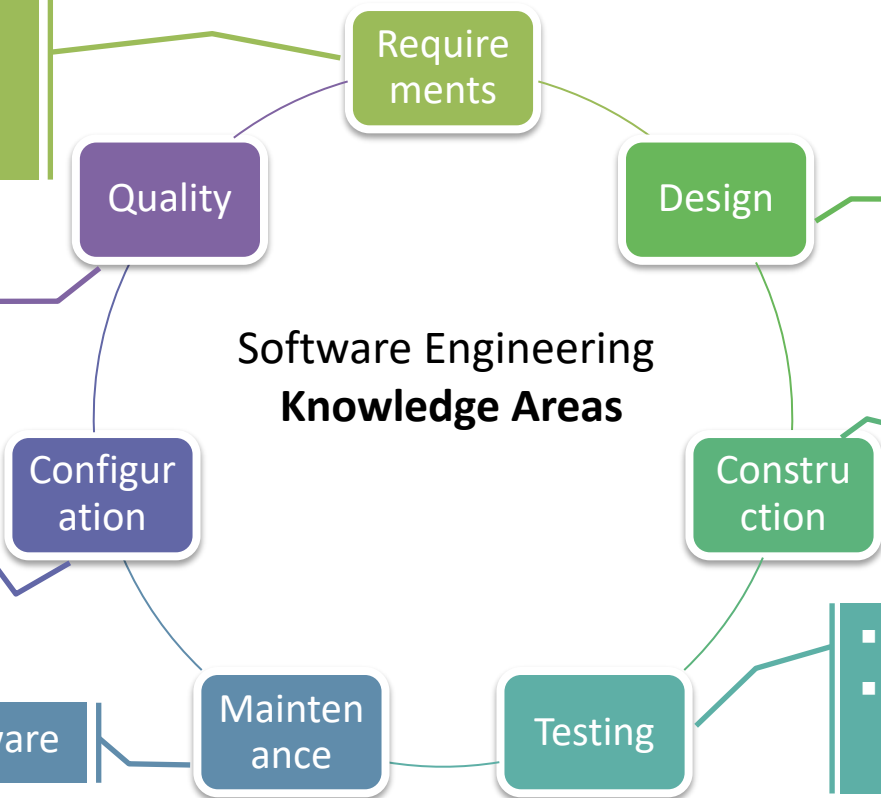 Require
ments
Quality
Design
Software Engineering
Knowledge Areas
Configur
ation
Constru
ction
Mainten
ance
Testing